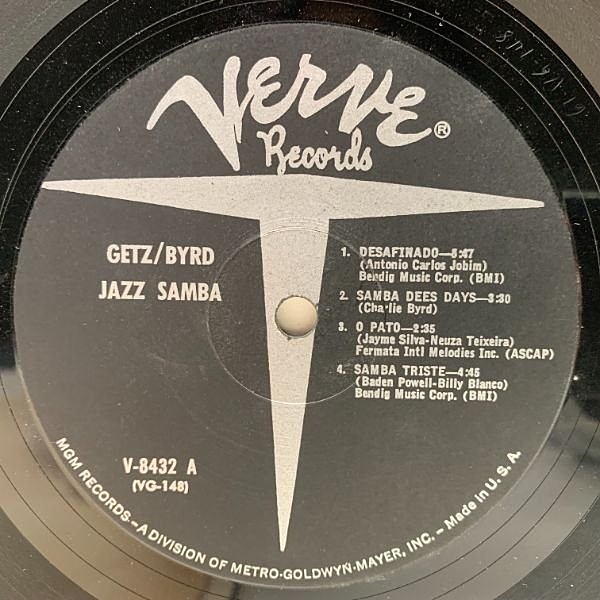 VERVE®
Records
GETZ/BYRD
JAZZ SAMBA
1. DESAFINADO—5:47
(Antonio Carlos Jobim)
Bendig Music Corp. (BMI)
2. SAMBA DEES DAYS—3:30
(Charlie Byrd)
3. O PATO—2:35
(Jayme Silva-Neuza Teixeira)
Fermata Intl Melodies Inc. (ASCAP)
4. SAMBA TRISTE—4:45
(Baden Powell-Billy Blanco)
Bendig Music Corp. (BMI)
V-8432 A
(VG-148)
MGM RECORDS—A DIVISION OF METRO-GOLDWYN-MAYER, INC.—Made in U.S.A.